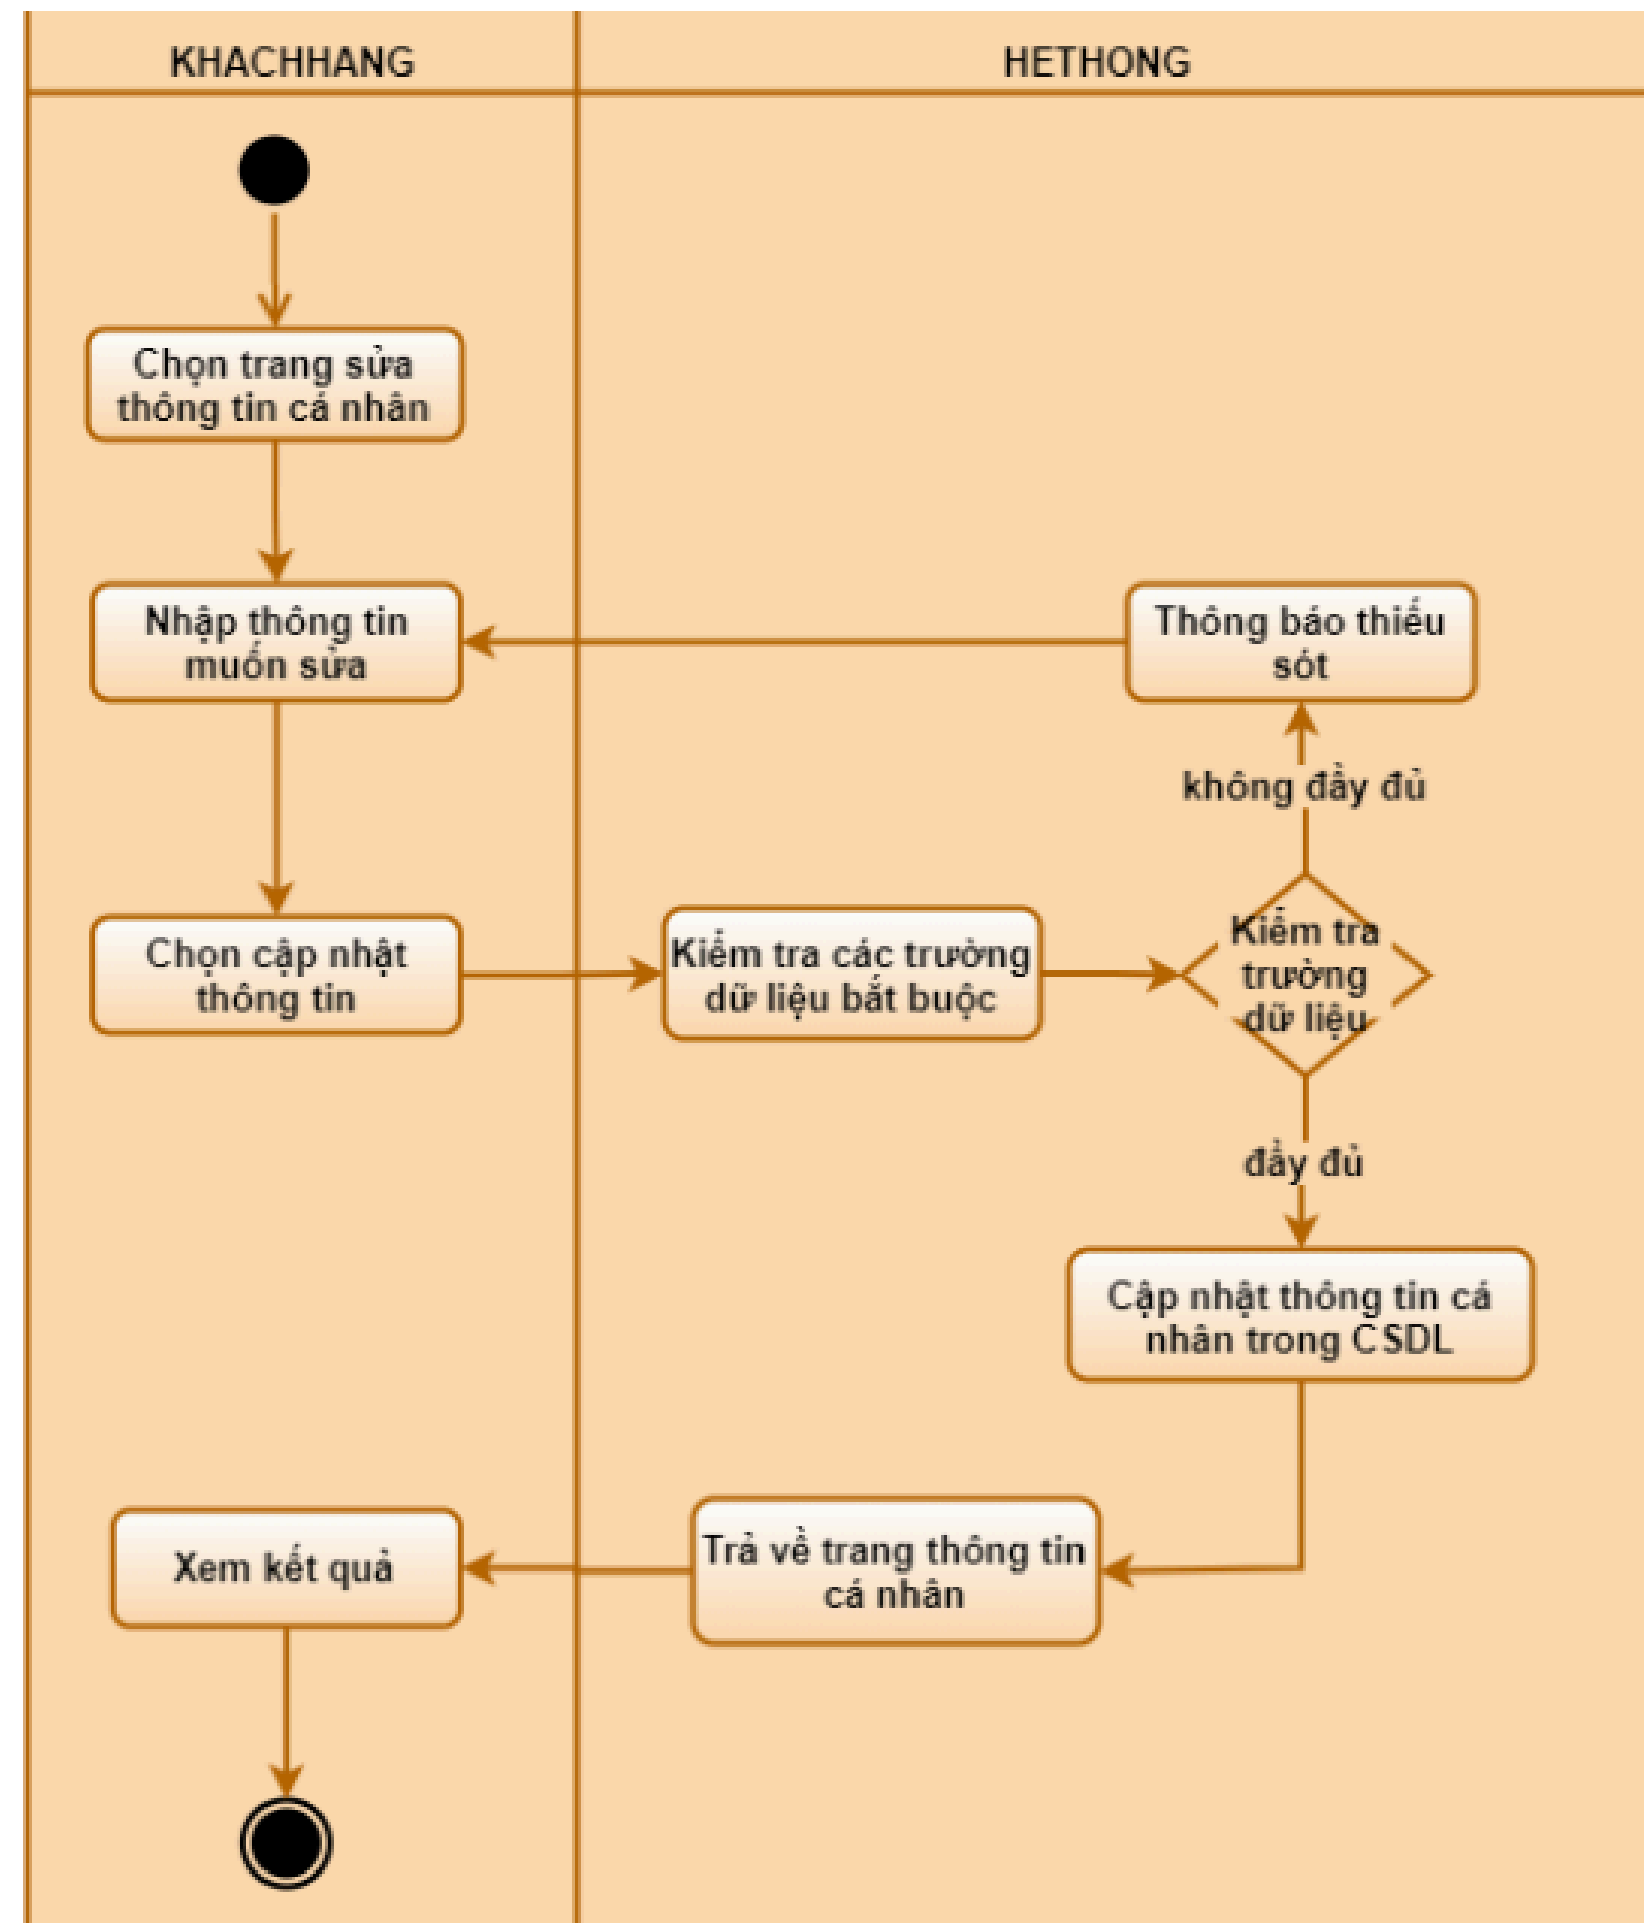 KHACHHANG
HETHONG
Chọn trang sửa
thông tin cá nhân
Nhập thông tin
muốn sửa
Thông báo thiếu
sót
không đầy đủ
Chọn cập nhật
thông tin
Kiểm tra các trường
dữ liệu bắt buộc
Kiểm tra
trường
dữ liệu
đầy đủ
Cập nhật thông tin cá
nhân trong CSDL
Xem kết quả
Trả về trang thông tin
cá nhân